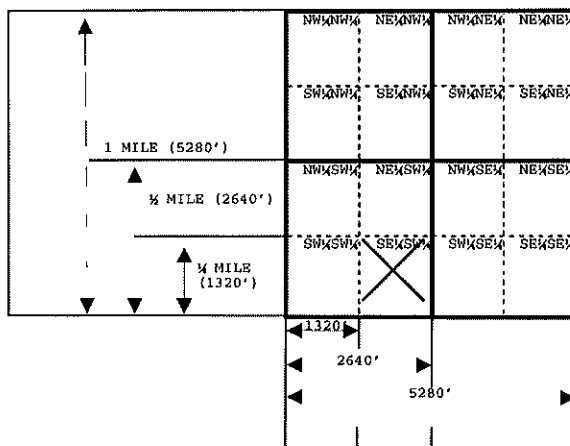 NW¼NW¼ NE¼NW¼ NW¼NE¼ NE¼NE¼
SW¼NW¼ SE¼NW¼ SW¼NE¼ SE¼NE¼
1 MILE (5280')
NW¼SW¼ NE¼SW¼ NW¼SE¼ NE¼SE¼
½ MILE (2640')
SW¼SW¼ SE¼SW¼ SW¼SE¼ SE¼SE¼
¼ MILE
(1320')
1320'
2640'
5280'